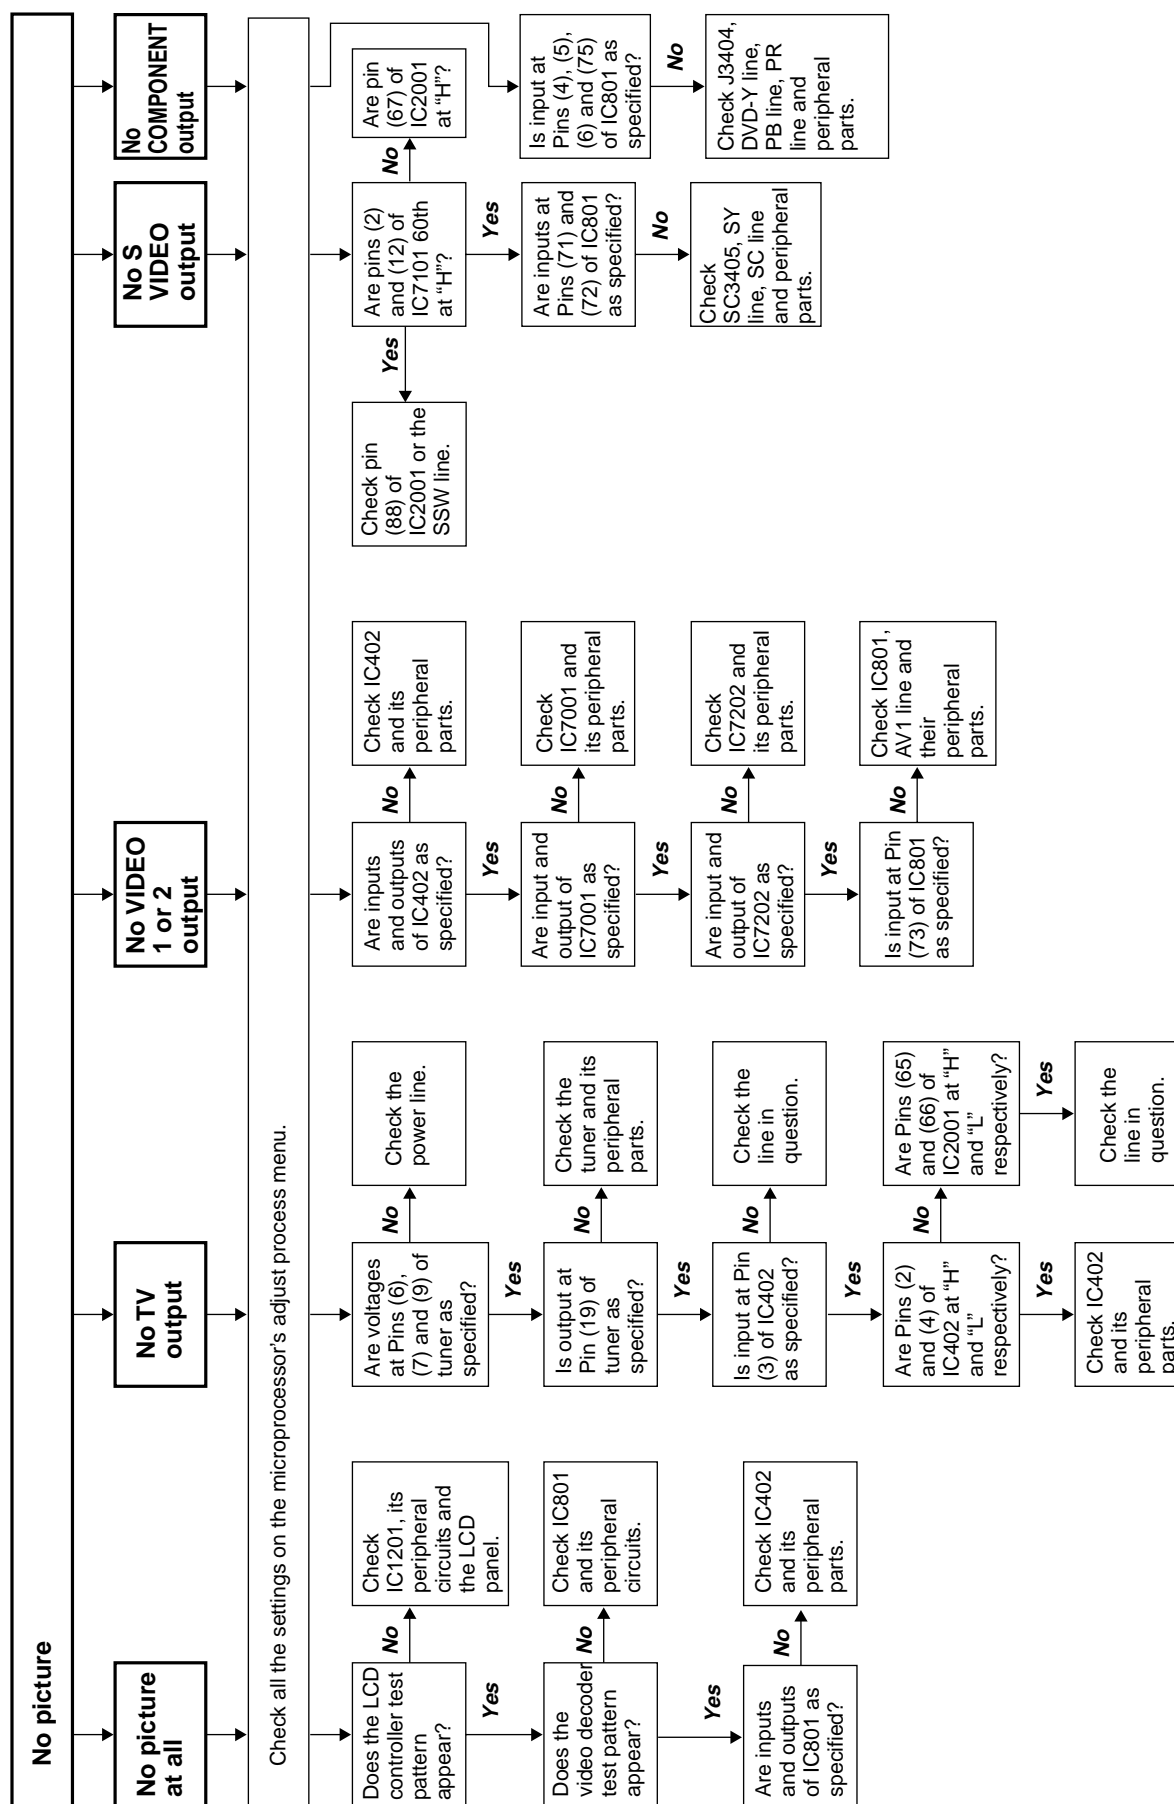 No picture
No picture
at all
No TV
output
No VIDEO
1 or 2
output
No S
VIDEO
output
No
COMPONENT
output
Check all the settings on the microprocessor's adjust process menu.
Does the LCD
controller test
pattern
appear?
No
Check
IC1201, its
peripheral
circuits and
the LCD
panel.
Yes
Does the
video decoder
test pattern
appear?
No
Check IC801
and its
peripheral
circuits.
Yes
Are inputs
and outputs
of IC801 as
specified?
No
Check IC402
and its
peripheral
parts.
Are voltages
at Pins (6),
(7) and (9) of
tuner as
specified?
No
Check the
power line.
Yes
Is output at
Pin (19) of
tuner as
specified?
No
Check the
tuner and its
peripheral
parts.
Yes
Is input at Pin
(3) of IC402
as specified?
No
Check the
line in
question.
Yes
Are Pins (2)
and (4) of
IC402 at “H”
and “L”
respectively?
No
Are Pins (65)
and (66) of
IC2001 at “H”
and “L”
respectively?
Yes
Check IC402
and its
peripheral
parts.
Yes
Check the
line in
question.
Are inputs
and outputs
of IC402 as
specified?
No
Check IC402
and its
peripheral
parts.
Yes
Are input and
output of
IC7001 as
specified?
No
Check
IC7001 and
its peripheral
parts.
Yes
Are input and
output of
IC7202 as
specified?
No
Check
IC7202 and
its peripheral
parts.
Yes
Is input at Pin
(73) of IC801
as specified?
No
Check IC801,
AV1 line and
their
peripheral
parts.
Check pin
(88) of
IC2001 or the
SSW line.
Yes
Are pins (2)
and (12) of
IC7101 60th
at “H”?
No
Are pin
(67) of
IC2001
at “H”?
Yes
Are inputs at
Pins (71) and
(72) of IC801
as specified?
No
Check
SC3405, SY
line, SC line
and peripheral
parts.
Is input at
Pins (4), (5),
(6) and (75)
of IC801 as
specified?
No
Check J3404,
DVD-Y line,
PB line, PR
line and
peripheral
parts.